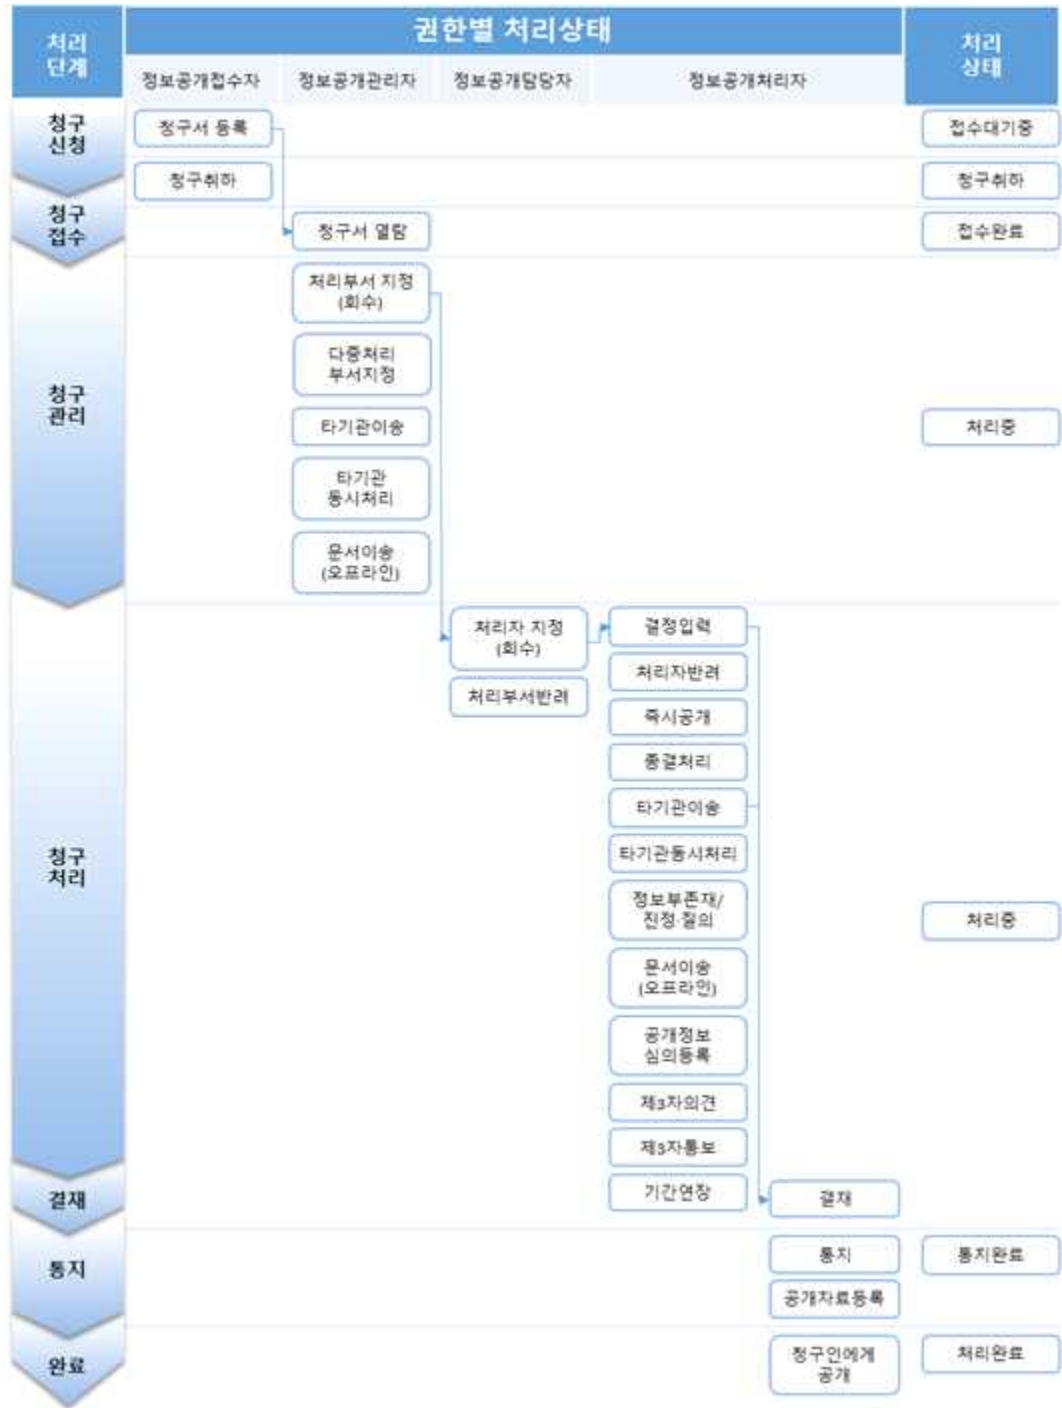 처리
단계
권한별 처리상태
처리
상태
정보공개접수자
정보공개관리자
정보공개담당자
정보공개처리자
청구
신청
청구서 등록
접수대기중
청구취하
청구취하
청구
접수
청구서 열람
접수완료
청구
관리
처리부서 지정
(회수)
다중처리
부서지정
타기관이송
타기관
동시처리
문서이송
(오프라인)
처리중
청구
처리
처리자 지정
(회수)
처리부서반려
결정입력
처리자반려
즉시공개
종결처리
타기관이송
타기관동시처리
정보부존재/
진정·질의
문서이송
(오프라인)
공개정보
심의등록
제3자의견
제3자통보
기간연장
처리중
결재
결재
통지
통지
통지완료
공개자료등록
완료
청구인에게
공개
처리완료